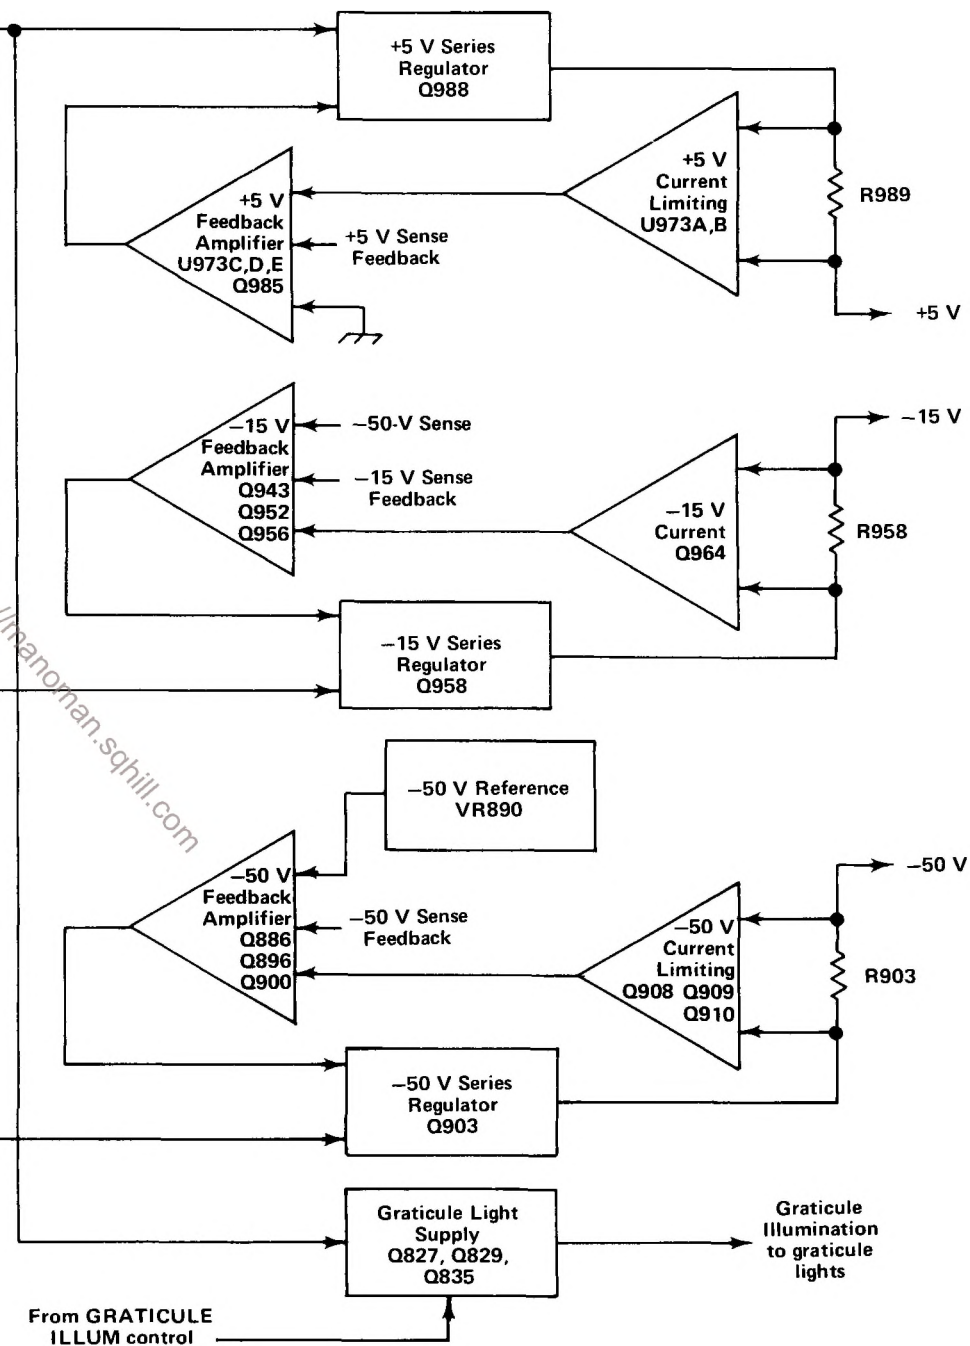 +5 V Series
Regulator
Q988
+5 V
Current
Limiting
U973A,B
R989
+5 V
Feedback
Amplifier
U973C,D,E
Q985
+5 V Sense
Feedback
+5 V
−15 V
Feedback
Amplifier
Q943
Q952
Q956
−50-V Sense
−15 V Sense
Feedback
−15 V
−15 V
Current
Q964
R958
−15 V Series
Regulator
Q958
//manoman.sqhill.com
−50 V Reference
VR890
−50 V
Feedback
Amplifier
Q886
Q896
Q900
−50 V Sense
Feedback
−50 V
−50 V
Current
Limiting
Q908 Q909
Q910
R903
−50 V Series
Regulator
Q903
Graticule Light
Supply
Q827, Q829,
Q835
Graticule
Illumination
to graticule
lights
From GRATICULE
ILLUM control